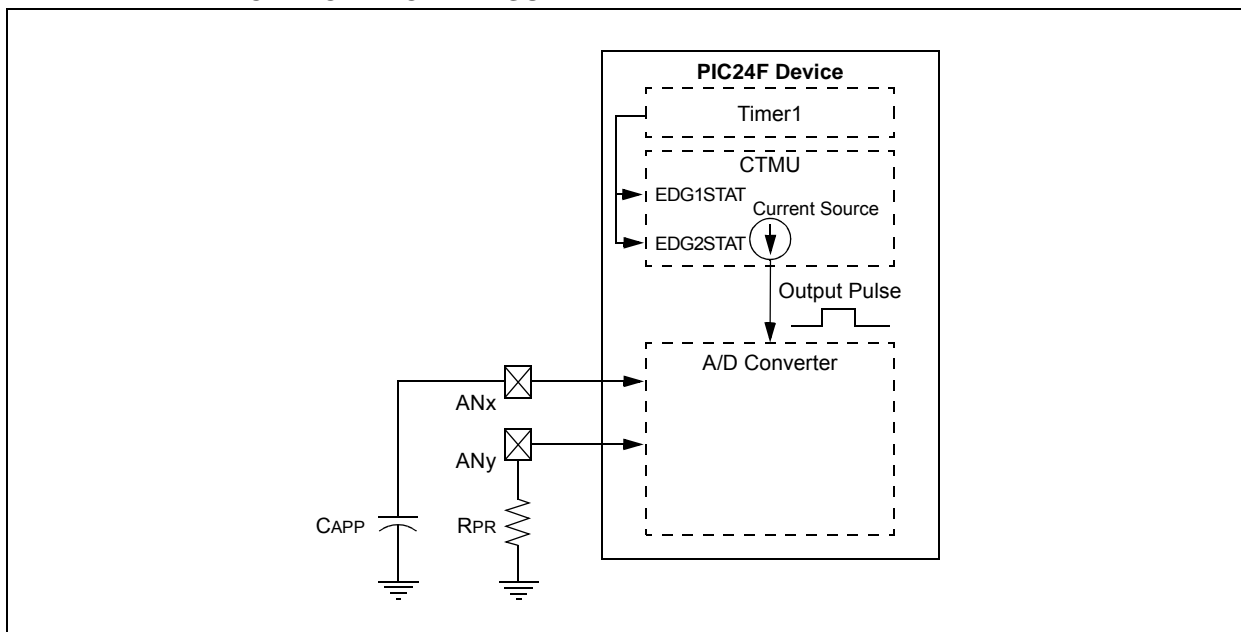 PIC24F Device
Timer1
CTMU
EDG1STAT
Current Source
EDG2STAT
Output Pulse
A/D Converter
ANx
ANy
CAPP
RPR